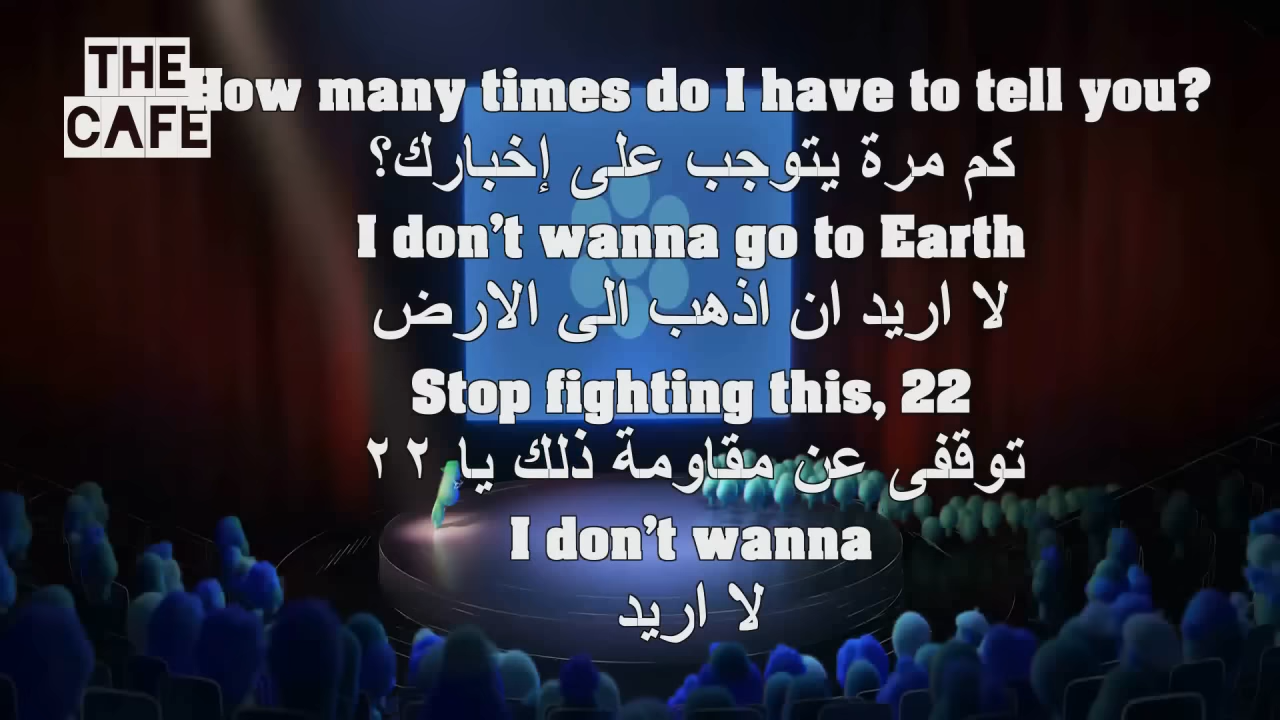 THE
CAFE
How many times do I have to tell you?
كم مرة يتوجب على إخبارك؟
I don't wanna go to Earth
لا اريد ان اذهب الى الارض
Stop fighting this, 22
توقفى عن مقاومة ذلك يا ٢٢
I don't wanna
لا اريد